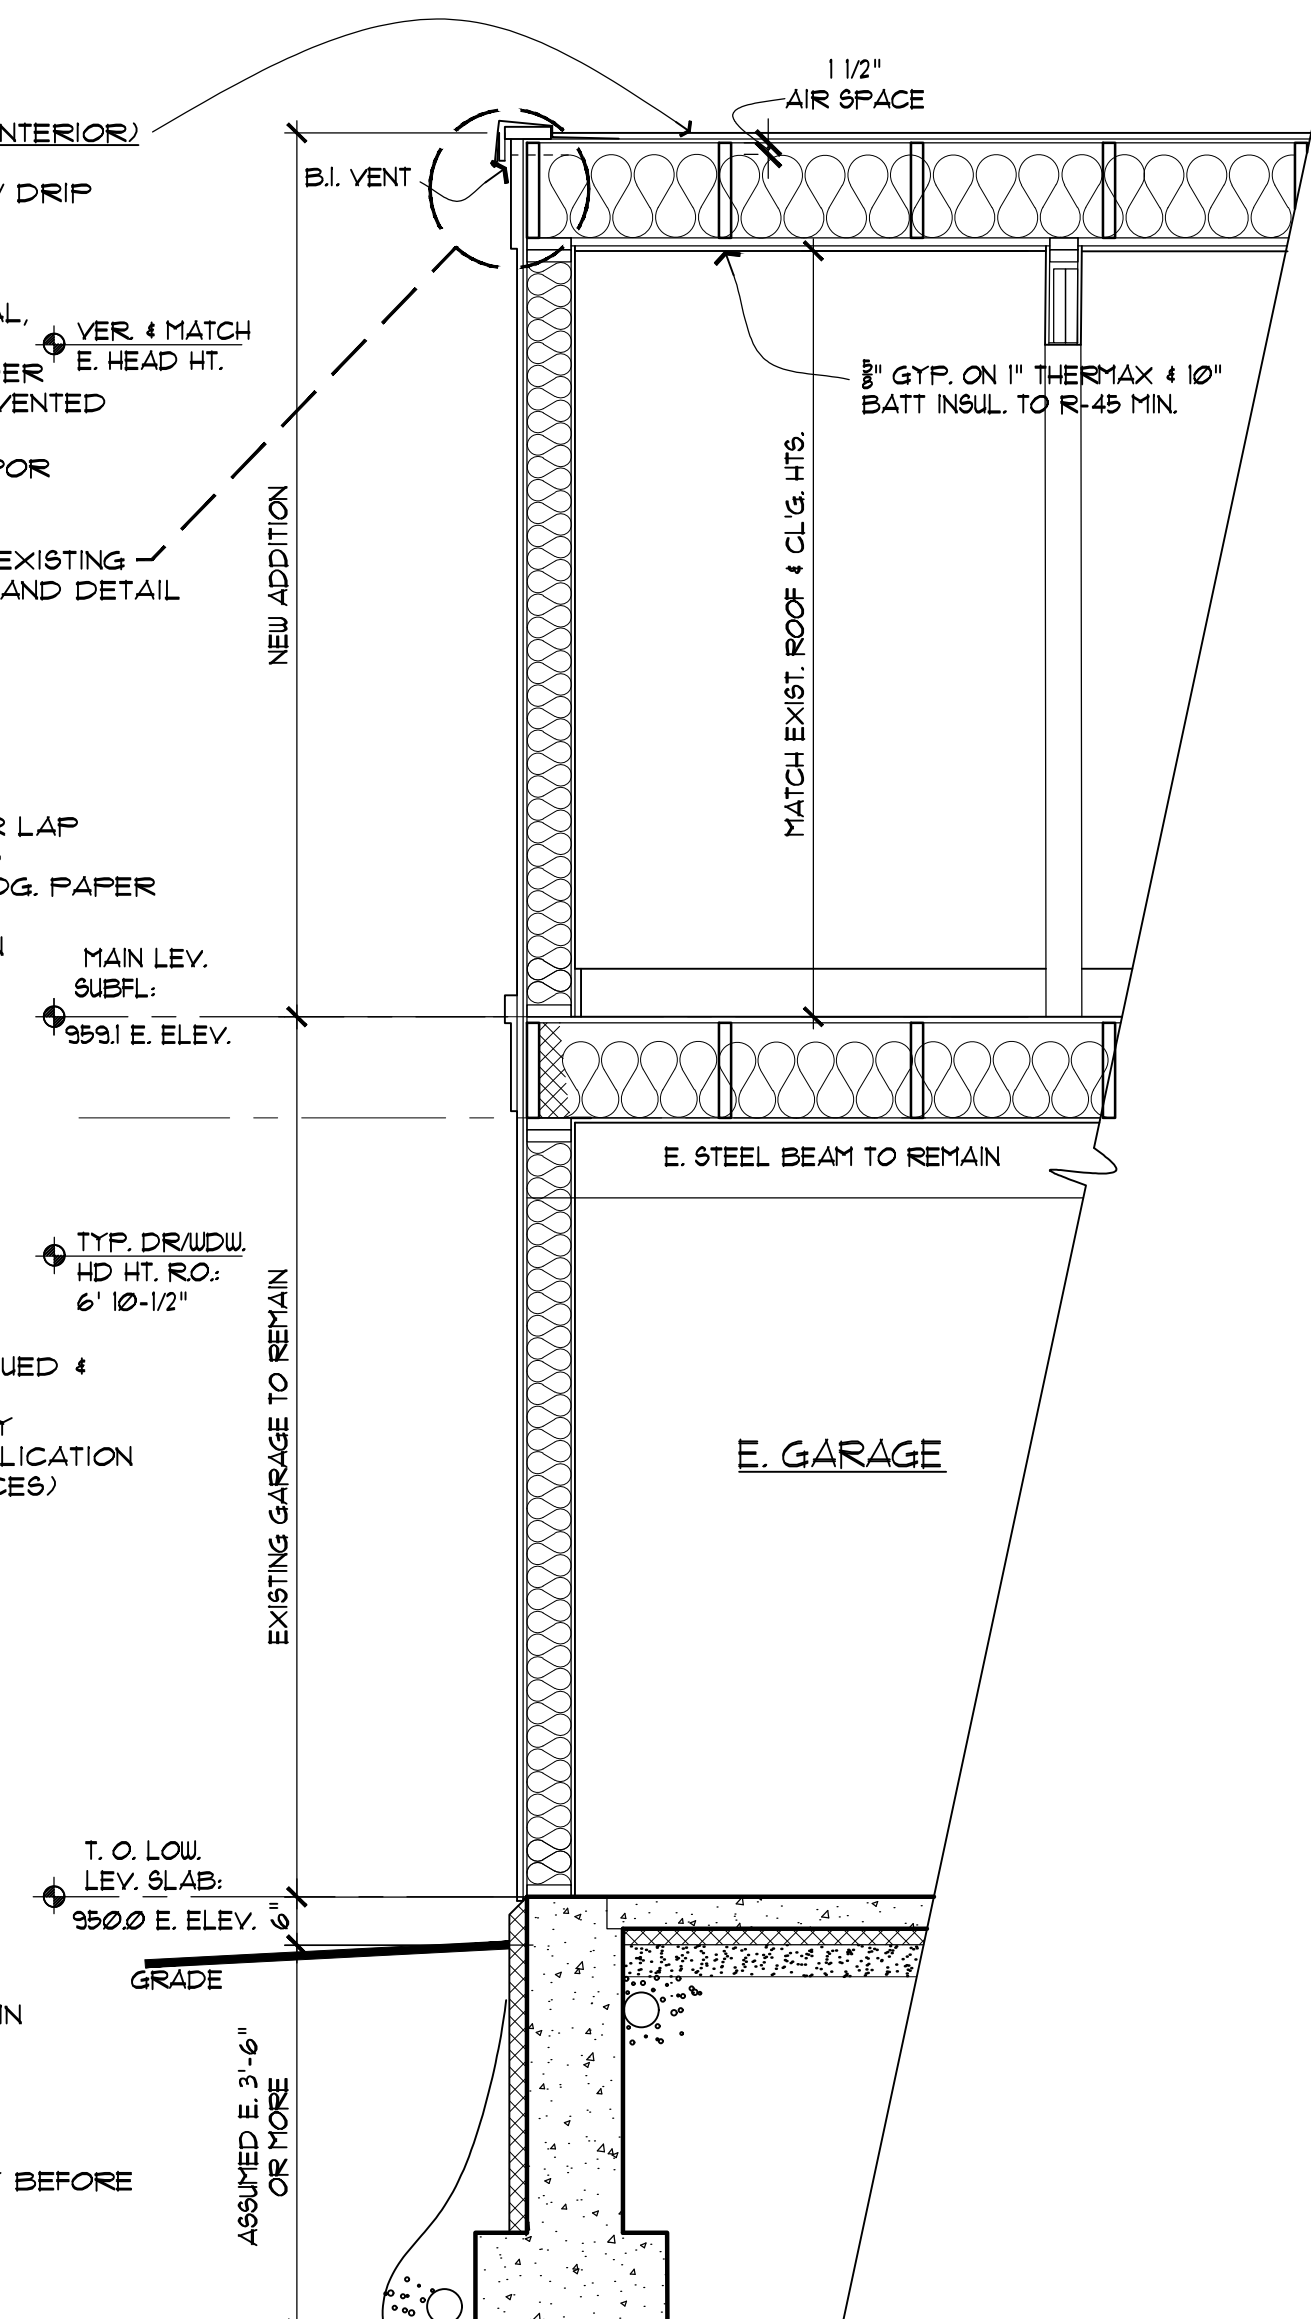 1 1/2"
AIR SPACE
NTERIOR)
B.I. VENT
DRIP
VER. & MATCH
E. HEAD HT.
VENTED
5/8" GYP. ON 1" THERMAX & 10"
BATT INSUL. TO R-45 MIN.
MATCH EXIST. ROOF & CL'G. HTS.
NEW ADDITION
EXISTING
AND DETAIL
LAP
PAPER
MAIN LEV.
SUBFL:
959.1 E. ELEV.
E. STEEL BEAM TO REMAIN
TYP. DR/WDW.
HD HT. R.O.:
6' 10-1/2"
EXISTING GARAGE TO REMAIN
UED &
LICATION
CES)
E. GARAGE
T. O. LOW.
LEV. SLAB:
950.0 E. ELEV.
6"
GRADE
IN
ASSUMED E. 3'-6"
OR MORE
BEFORE